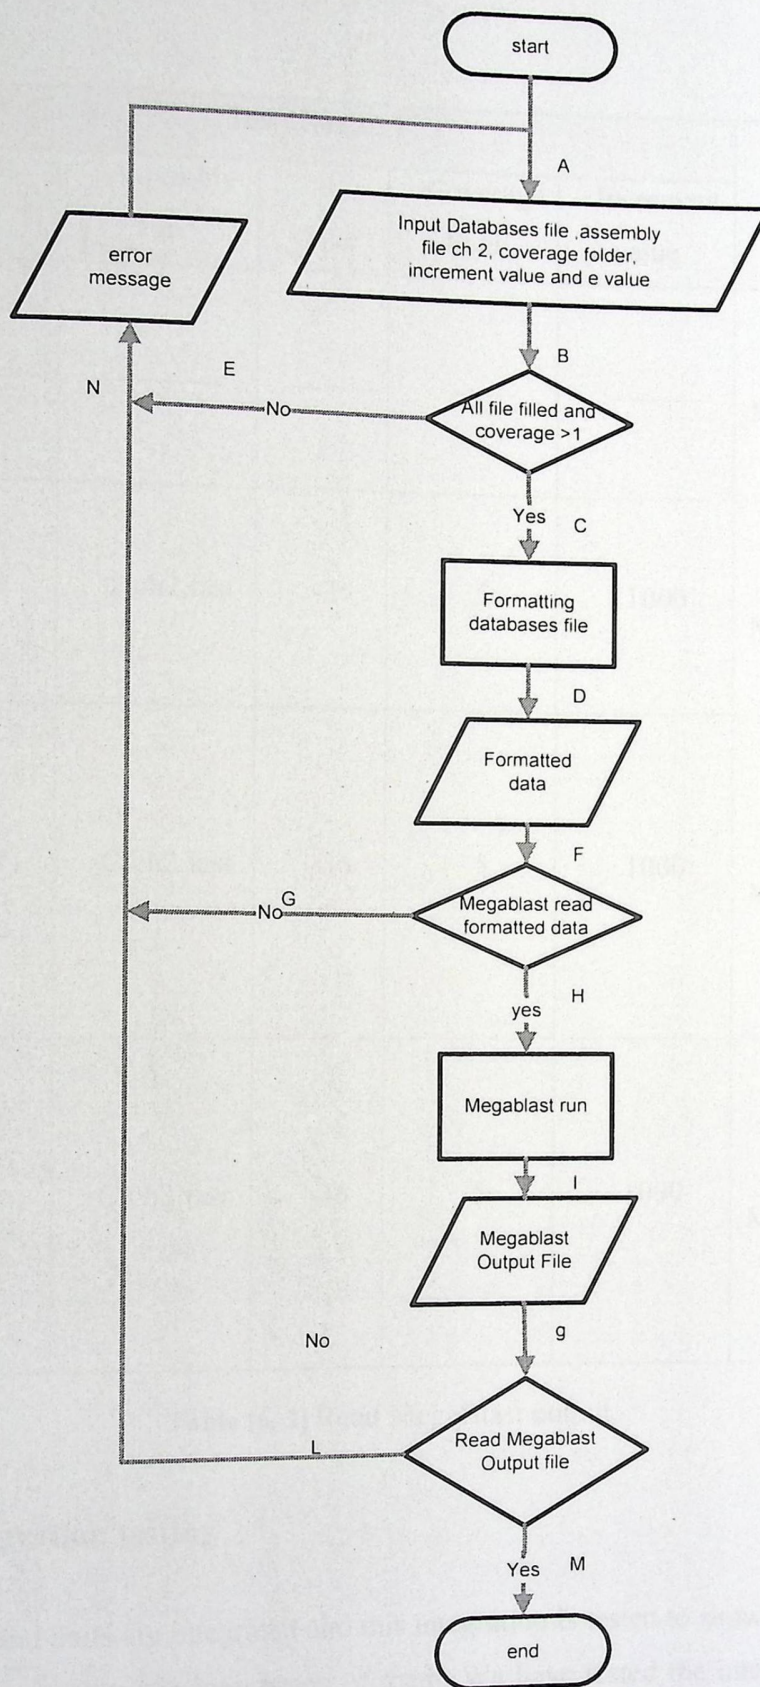 start
A
Input Databases file ,assembly
file ch 2, coverage folder,
increment value and e value
error
message
B
E
N
No
All file filled and
coverage >1
Yes
C
Formatting
databases file
D
Formatted
data
F
G
No
Megablast read
formatted data
H
yes
Megablast run
I
Megablast
Output File
g
No
Read Megablast
Output file
L
Yes
M
end